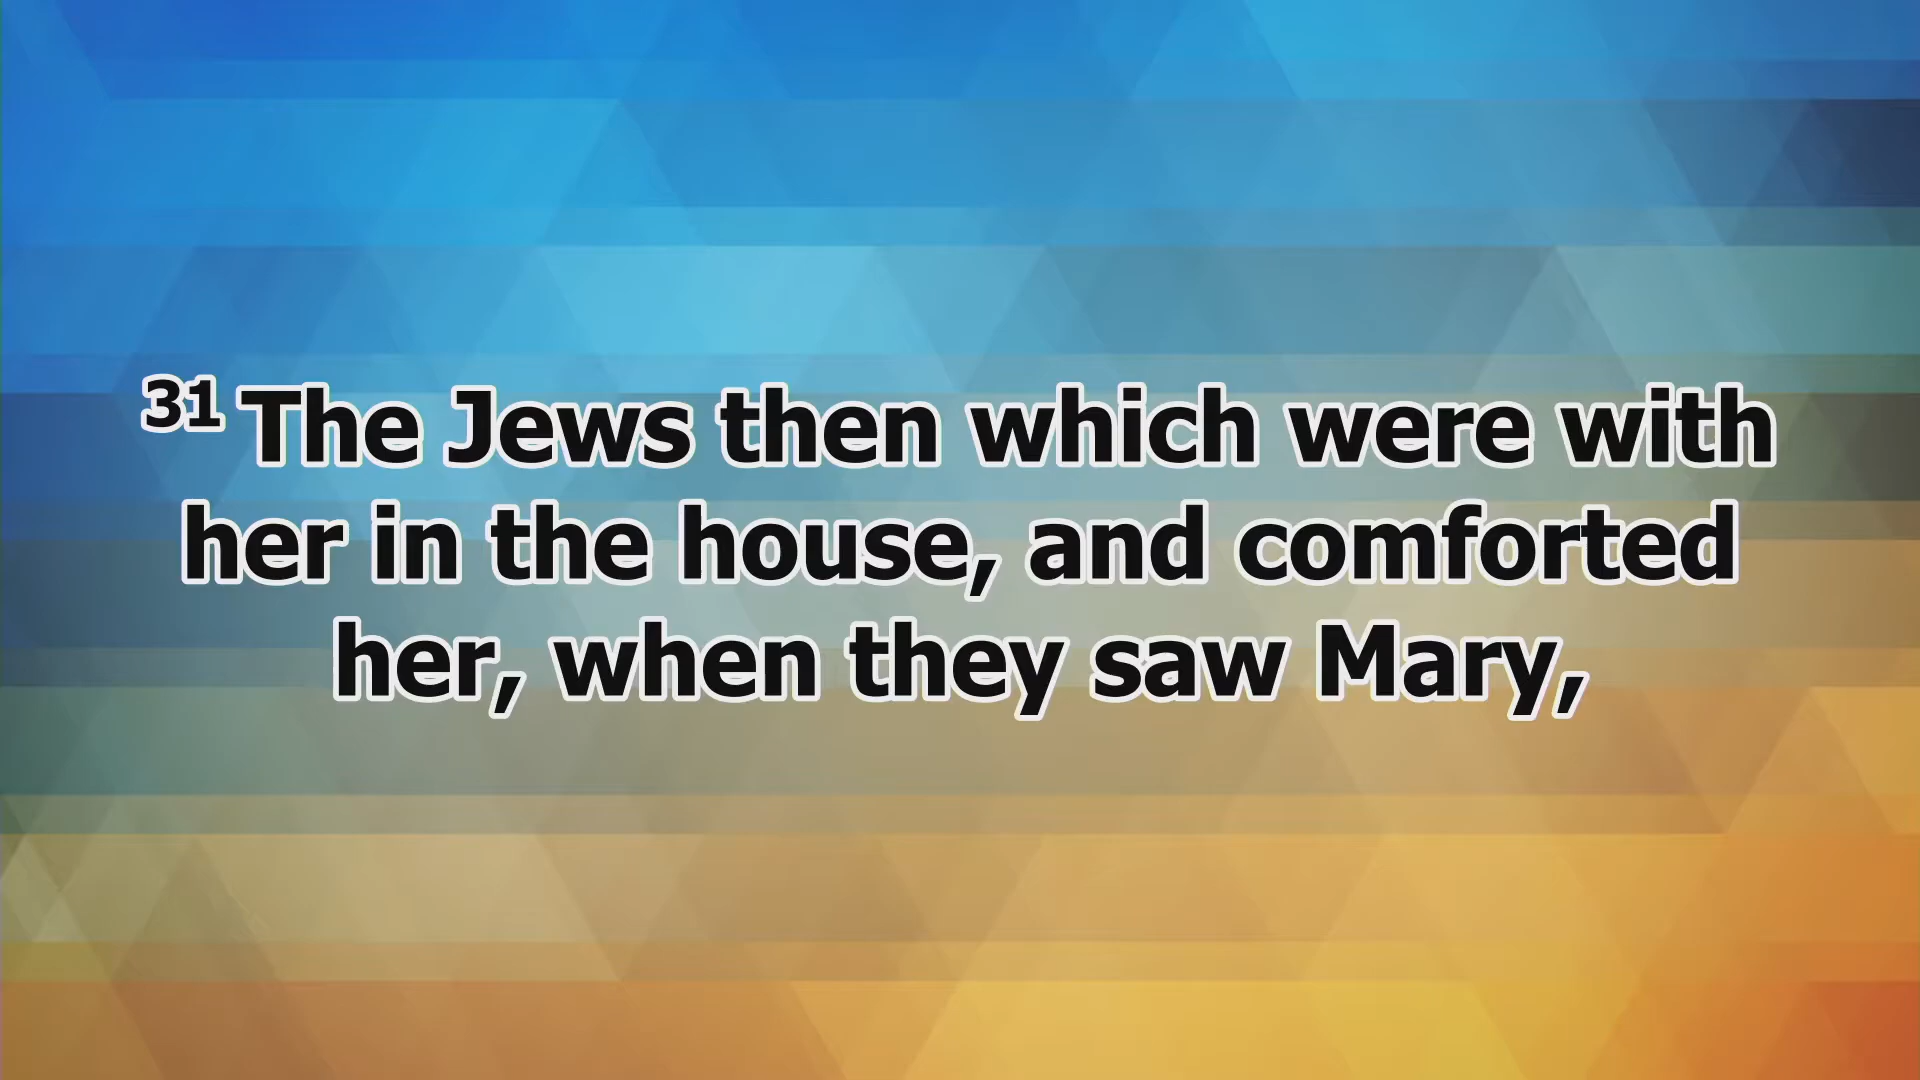 31 The Jews then which were with
her in the house, and comforted
her, when they saw Mary,